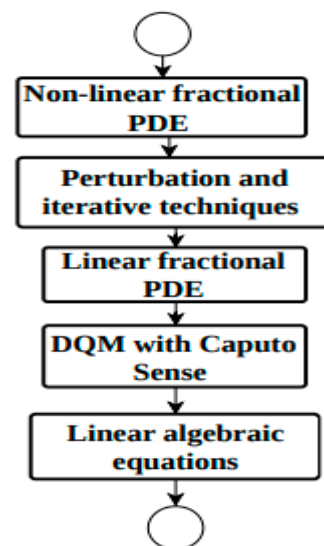 Non-linear fractional
PDE
Perturbation and
iterative techniques
Linear fractional
PDE
DQM with Caputo
Sense
Linear algebraic
equations